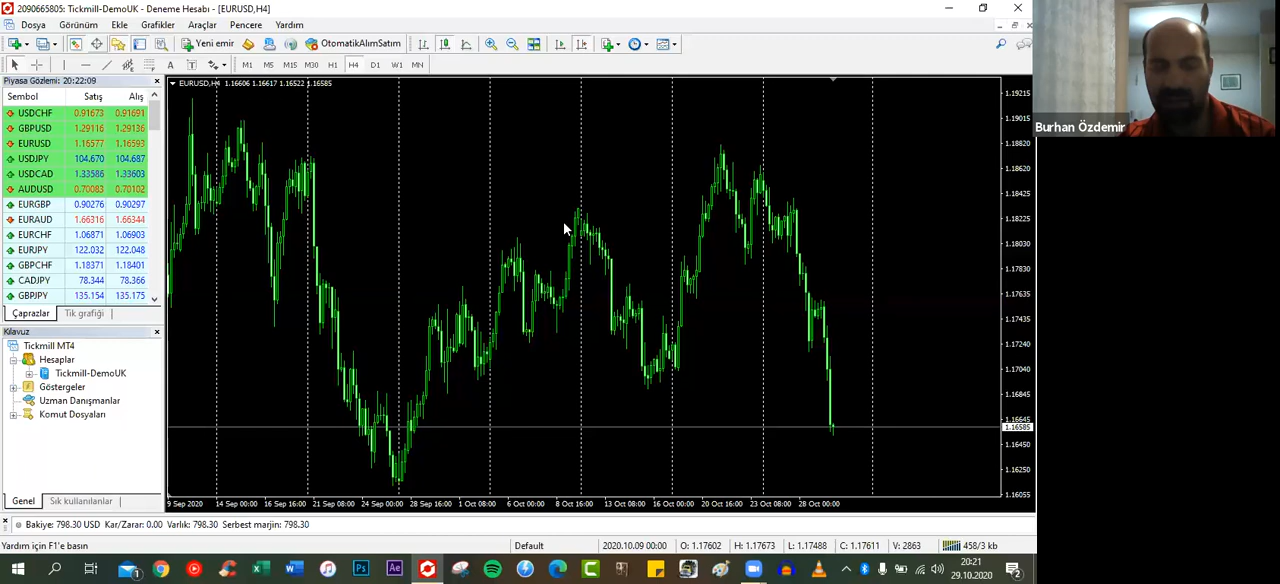 2090665805: Tickmill-DemoUK - Deneme Hesabı - [EURUSD,H4]
Dosya Görünüm Ekle Grafikler Araçlar Pencere Yardım
Yeni emir OtomatikAlımSatım
A T M1 M5 M15 M30 H1 H4 D1 W1 MN
Piyasa Gözlemi: 20:22:09
Sembol Satış Alış
USDCHF 0.91673 0.91691
GBPUSD 1.29116 1.29136
EURUSD 1.16577 1.16593
USDJPY 104.670 104.687
USDCAD 1.33586 1.33603
AUDUSD 0.70083 0.70102
EURGBP 0.90276 0.90297
EURAUD 1.66316 1.66344
EURCHF 1.06871 1.06903
EURJPY 122.032 122.048
GBPCHF 1.18371 1.18401
CADJPY 78.344 78.366
GBPJPY 135.154 135.175
Çaprazlar Tik grafiği
Kılavuz
Tickmill MT4
Hesaplar
Tickmill-DemoUK
Göstergeler
Uzman Danışmanlar
Komut Dosyaları
Genel Sık kullanılanlar
EURUSD,H4 1.16606 1.16617 1.16522 1.16585
1.19215
1.19015
1.18820
1.18620
1.18425
1.18225
1.18030
1.17830
1.17635
1.17435
1.17240
1.17040
1.16845
1.16645
1.16585
1.16450
1.16250
1.16055
9 Sep 2020 14 Sep 00:00 16 Sep 16:00 21 Sep 08:00 24 Sep 00:00 28 Sep 16:00 1 Oct 08:00 6 Oct 00:00 8 Oct 16:00 13 Oct 08:00 16 Oct 00:00 20 Oct 16:00 23 Oct 08:00 28 Oct 00:00
Bakiye: 798.30 USD Kar/Zarar: 0.00 Varlık: 798.30 Serbest marjin: 798.30
Yardım için F1'e basın Default 2020.10.09 00:00 O: 1.17602 H: 1.17673 L: 1.17488 C: 1.17611 V: 2863 458/3 kb
20:21
29.10.2020
Burhan Özdemir